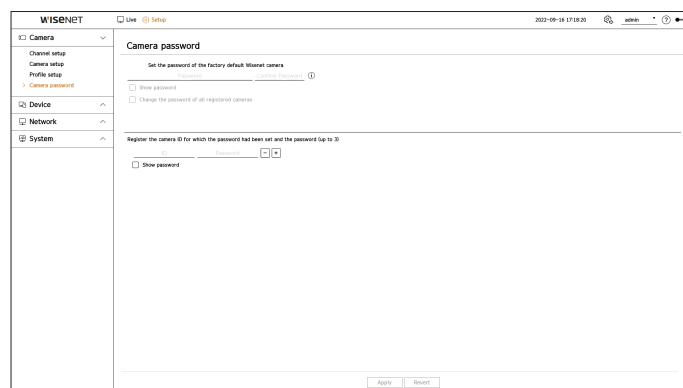 WISENET
Live Setup
2022-09-16 17:18:20
admin
Camera
Channel setup
Camera setup
Profile setup
> Camera password
Device
Network
System
Camera password
Set the password of the factory default Wisenet camera
Password Confirm Password
Show password
Change the password of all registered cameras
Register the camera ID for which the password had been set and the password (up to 3)
ID Password - +
Show password
Apply Revert